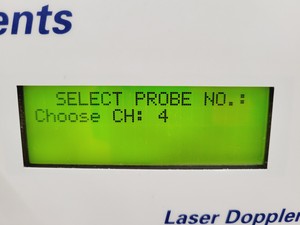 ents
SELECT PROBE NO.:
Choose CH: 4
Laser Doppler